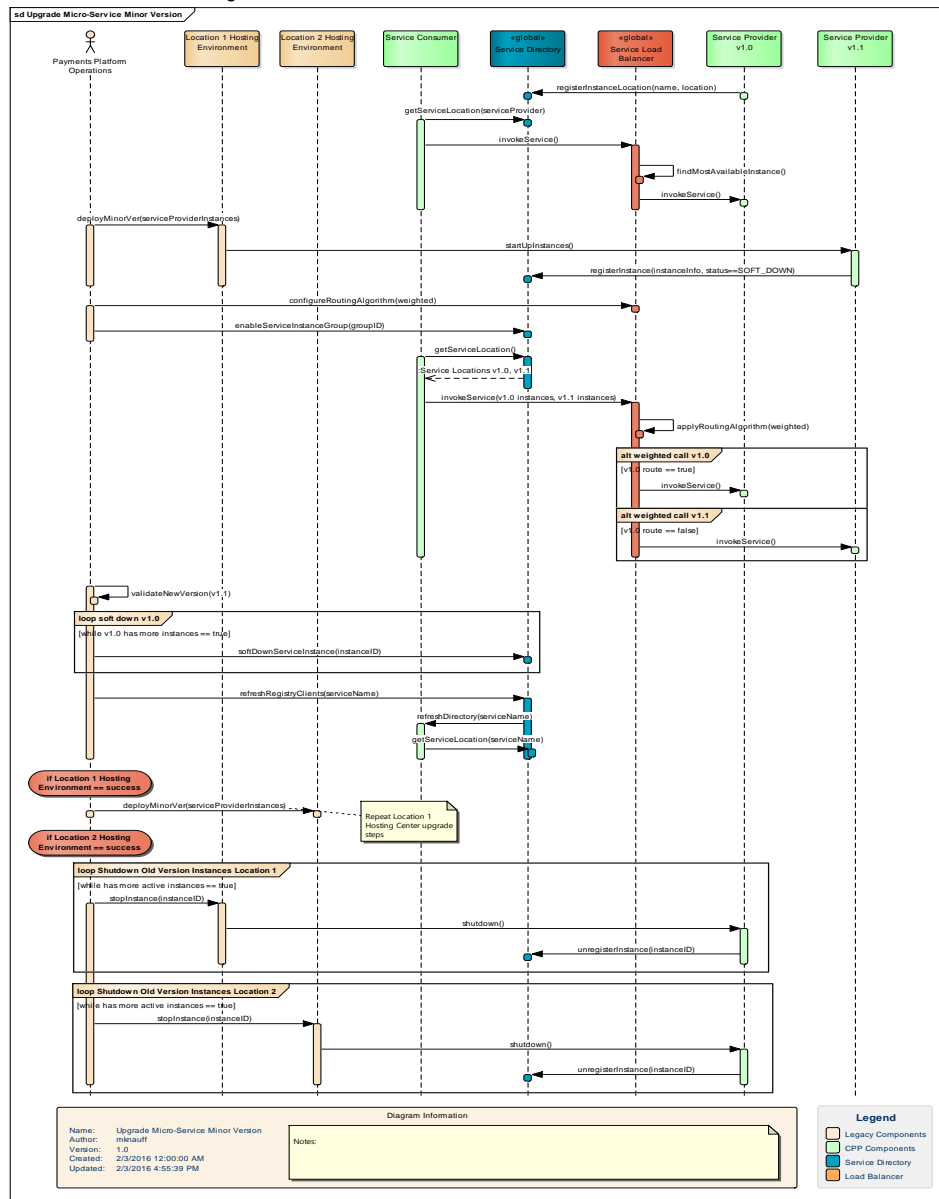 sd Upgrade Micro-Service Minor Version
Payments Platform
Operations
Location 1 Hosting
Environment
Location 2 Hosting
Environment
Service Consumer
«global»
Service Directory
«global»
Service Load
Balancer
Service Provider
v1.0
Service Provider
v1.1
registerInstanceLocation(name, location)
getServiceLocation(serviceProvider)
invokeService()
findMostAvailableInstance()
invokeService()
deployMinorVer(serviceProviderInstances)
startUpInstances()
registerInstance(instanceInfo, status==SOFT_DOWN)
configureRoutingAlgorithm(weighted)
enableServiceInstanceGroup(groupID)
getServiceLocation()
:Service Locations v1.0, v1.1
invokeService(v1.0 instances, v1.1 instances)
applyRoutingAlgorithm(weighted)
alt weighted call v1.0
[v1.0 route == true]
invokeService()
alt weighted call v1.1
[v1.0 route == false]
invokeService()
validateNewVersion(v1.1)
loop soft down v1.0
[while v1.0 has more instances == true]
softDownServiceInstance(instanceID)
refreshRegistryClients(serviceName)
refreshDirectory(serviceName)
getServiceLocation(serviceName)
if Location 1 Hosting
Environment == success
deployMinorVer(serviceProviderInstances)
Repeat Location 1
Hosting Center upgrade
steps
if Location 2 Hosting
Environment == success
loop Shutdown Old Version Instances Location 1
[while has more active instances == true]
stopInstance(instanceID)
shutdown()
unregisterInstance(instanceID)
loop Shutdown Old Version Instances Location 2
[while has more active instances == true]
stopInstance(instanceID)
shutdown()
unregisterInstance(instanceID)
Diagram Information
Name: Upgrade Micro-Service Minor Version
Author: mknauff
Version: 1.0
Created: 2/3/2016 12:00:00 AM
Updated: 2/3/2016 4:55:39 PM
Notes:
Legend
Legacy Components
CPP Components
Service Directory
Load Balancer